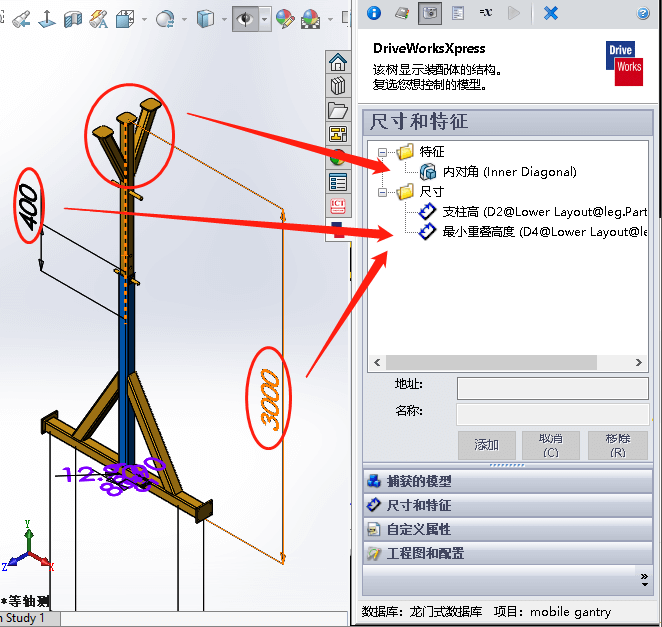 =X
DriveWorksXpress
该树显示装配体的结构。
复选您想控制的模型。
Drive
Works
尺寸和特征
特征
内对角 (Inner Diagonal)
尺寸
支柱高 (D2@Lower Layout@leg.Part
最小重叠高度 (D4@Lower Layout@le
地址:
名称:
添加
取消
(C)
移除
(R)
捕获的模型
尺寸和特征
自定义属性
工程图和配置
»
数据库: 龙门式数据库 项目: mobile gantry
ICT
400
3000
Y
Z
X
*等轴测
n Study 1